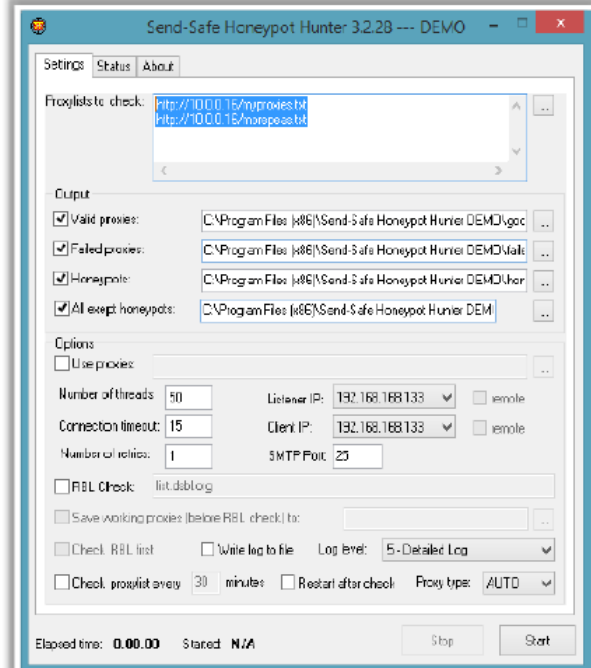 Send-Safe Honeypot Hunter 3.2.28 --- DEMO
Settings Status About
Proxylists to check:
http://10.0.0.16/myproxies.txt
http://10.0.0.16/
..
Output
Valid proxies: C:\Program Files (x86)\Send-Safe Honeypot Hunter DEMO\goo ..
Failed proxies: C:\Program Files (x86)\Send-Safe Honeypot Hunter DEMO\faile ..
Honeypots: C:\Program Files (x86)\Send-Safe Honeypot Hunter DEMO\hor ..
All exept honeypots: C:\Program Files (x86)\Send-Safe Honeypot Hunter DEM ..
Options
Use proxies: ..
Number of threads: 50 Listener IP: 192.168.168.133 remote
Connection timeout: 15 Client IP: 192.168.168.133 remote
Number of retries: 1 SMTP Port: 25
RBL Check: list.dsbl.org
Save working proxies (before RBL check) to: ..
Check RBL first Write log to file Log level: 5 - Detailed Log
Check proxylist every 30 minutes Restart after check Proxy type: AUTO
Elapsed time: 0.00.00 Started: N/A Stop Start